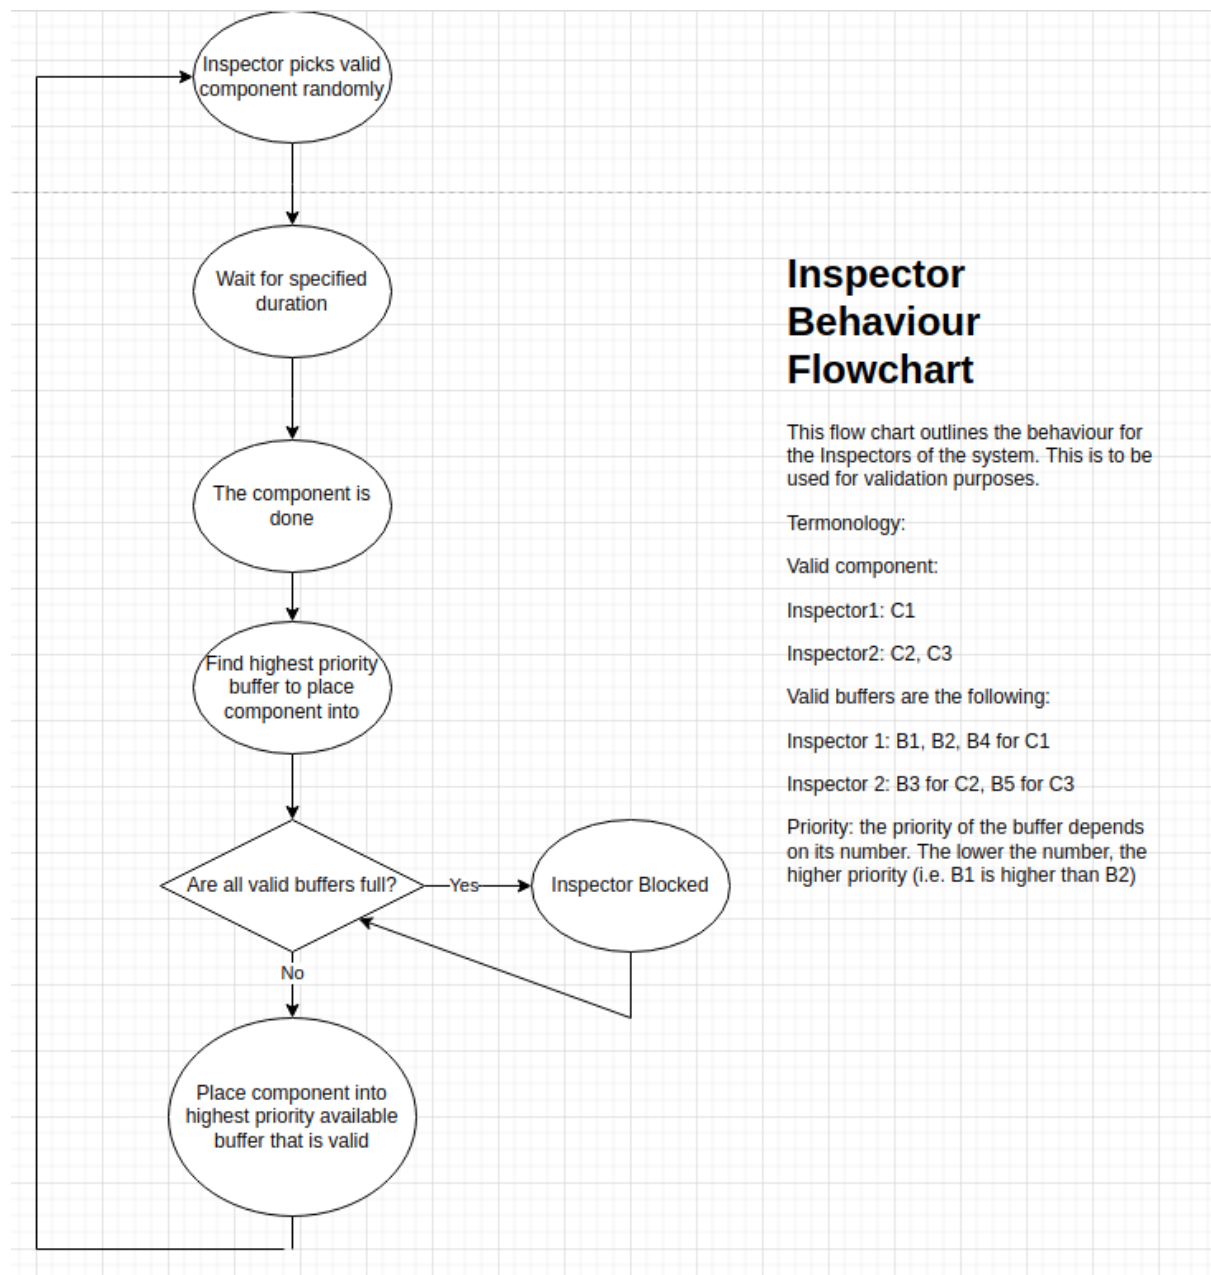 Inspector picks valid
component randomly
Wait for specified
duration
The component is
done
Find highest priority
buffer to place
component into
Are all valid buffers full?
Yes
Inspector Blocked
No
Place component into
highest priority available
buffer that is valid
Inspector
Behaviour
Flowchart
This flow chart outlines the behaviour for
the Inspectors of the system. This is to be
used for validation purposes.
Termonology:
Valid component:
Inspector1: C1
Inspector2: C2, C3
Valid buffers are the following:
Inspector 1: B1, B2, B4 for C1
Inspector 2: B3 for C2, B5 for C3
Priority: the priority of the buffer depends
on its number. The lower the number, the
higher priority (i.e. B1 is higher than B2)